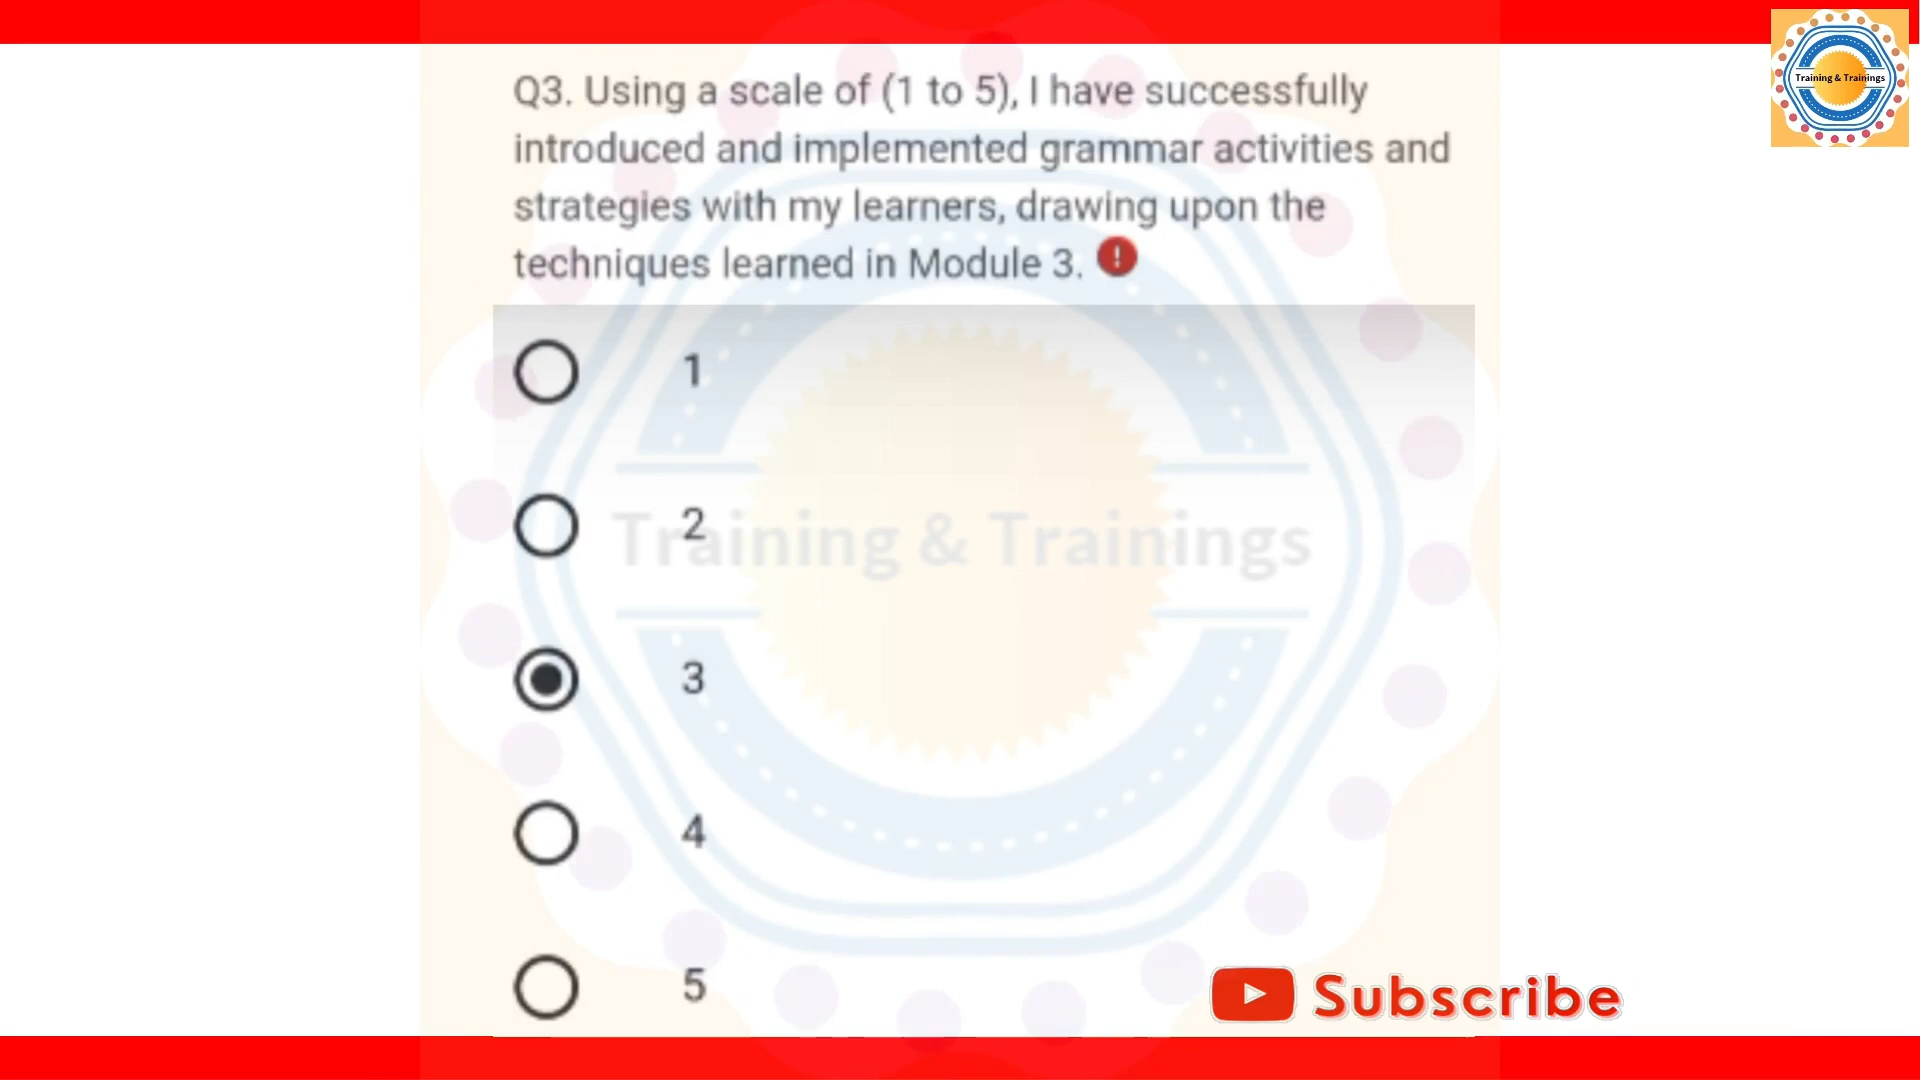 Q3. Using a scale of (1 to 5), I have successfully
introduced and implemented grammar activities and
strategies with my learners, drawing upon the
techniques learned in Module 3. !
1
2
3
4
5
Training & Trainings
Training & Trainings
Subscribe